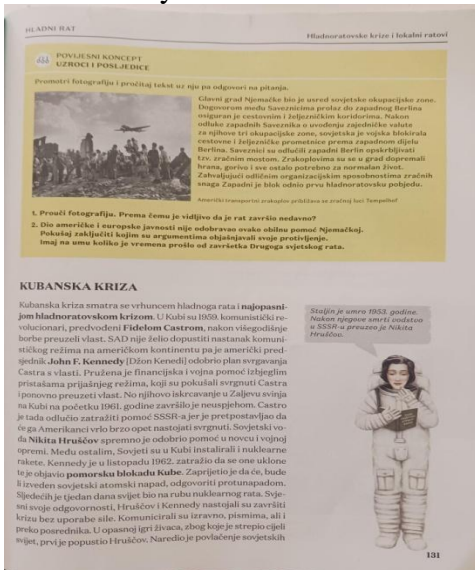 HLADNI RAT
Hladnoratovske krize i lokalni ratovi
POVIJESNI KONCEPT
UZROCI I POSLJEDICE
Promotri fotografiju i pročitaj tekst uz nju pa odgovori na pitanja.
Glavni grad Njemačke bio je usred sovjetske okupacijske zone.
Dogovorom među Saveznicima prolaz do zapadnog Berlina
osiguran je cestovnim i željezničkim koridorima. Nakon
odluke zapadnih Saveznika o uvođenju zajedničke valute
za njihove tri okupacijske zone, sovjetska je vojska blokirala
cestovne i željezničke prometnice prema zapadnom dijelu
Berlina. Saveznici su odlučili zapadni Berlin opskrbljivati
tzv. zračnim mostom. Zrakoplovima su se u grad dopremali
hrana, gorivo i sve ostalo potrebno za normalan život.
Zahvaljujući odličnim organizacijskim sposobnostima zračnih
snaga Zapadni je blok odnio prvu hladnoratovsku pobjedu.
Američki transportni zrakoplov približava se zračnoj luci Tempelhof
1. Prouči fotografiju. Prema čemu je vidljivo da je rat završio nedavno?
2. Dio američke i europske javnosti nije odobravao ovako obilnu pomoć Njemačkoj.
Pokušaj zaključiti kojim su argumentima objašnjavali svoje protivljenje.
Imaj na umu koliko je vremena prošlo od završetka Drugoga svjetskog rata.
KUBANSKA KRIZA
Kubanska kriza smatra se vrhuncem hladnoga rata i najopasni-
jom hladnoratovskom krizom. U Kubi su 1959. komunistički re-
volucionari, predvođeni Fidelom Castrom, nakon višegodišnje
borbe preuzeli vlast. SAD nije želio dopustiti nastanak komuni-
stičkog režima na američkom kontinentu pa je američki pred-
sjednik John F. Kennedy [Džon Kenedi] odobrio plan svrgavanja
Castra s vlasti. Pružena je financijska i vojna pomoć izbjeglim
pristašama prijašnjeg režima, koji su pokušali svrgnuti Castra
i ponovno preuzeti vlast. No njihovo iskrcavanje u Zaljevu svinja
na Kubi na početku 1961. godine završilo je neuspjehom. Castro
je tada odlučio zatražiti pomoć SSSR-a jer je pretpostavljao da
će ga Amerikanci vrlo brzo opet nastojati svrgnuti. Sovjetski vo-
đa Nikita Hruščov spremno je odobrio pomoć u novcu i vojnoj
opremi. Među ostalim, Sovjeti su u Kubi instalirali i nuklearne
rakete. Kennedy je u listopadu 1962. zatražio da se one uklone
te je objavio pomorsku blokadu Kube. Zaprijetio je da će, bude
li izveden sovjetski atomski napad, odgovoriti protunapadom.
Sljedećih je tjedan dana svijet bio na rubu nuklearnog rata. Svje-
sni svoje odgovornosti, Hruščov i Kennedy nastojali su završiti
krizu bez uporabe sile. Komunicirali su izravno, pismima, ali i
preko posrednika. U opasnoj igri živaca, zbog koje je strepio cijeli
svijet, prvi je popustio Hruščov. Naredio je povlačenje sovjetskih
Staljin je umro 1953. godine.
Nakon njegove smrti vodstvo
u SSSR-u preuzeo je Nikita
Hruščov.
131